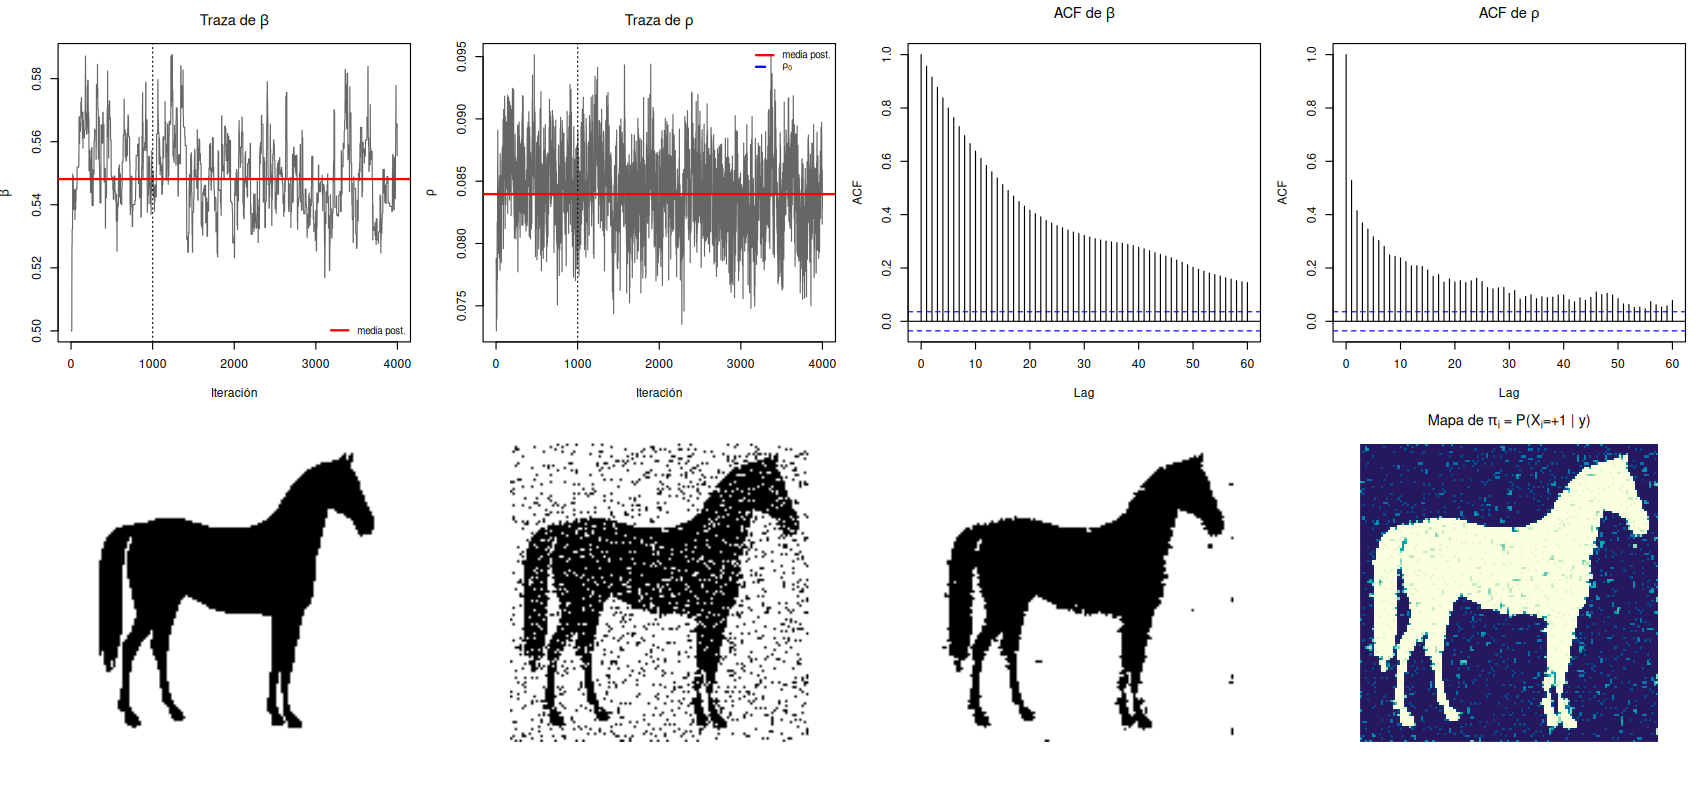 Traza de β
β
0.50 0.52 0.54 0.56 0.58
media post.
0 1000 2000 3000 4000
Iteración
Traza de ρ
ρ
0.075 0.080 0.085 0.090 0.095
media post.
ρ₀
0 1000 2000 3000 4000
Iteración
ACF de β
ACF
0.0 0.2 0.4 0.6 0.8 1.0
0 10 20 30 40 50 60
Lag
ACF de ρ
ACF
0.0 0.2 0.4 0.6 0.8 1.0
0 10 20 30 40 50 60
Lag
Mapa de πᵢ = P(Xᵢ=+1 | y)